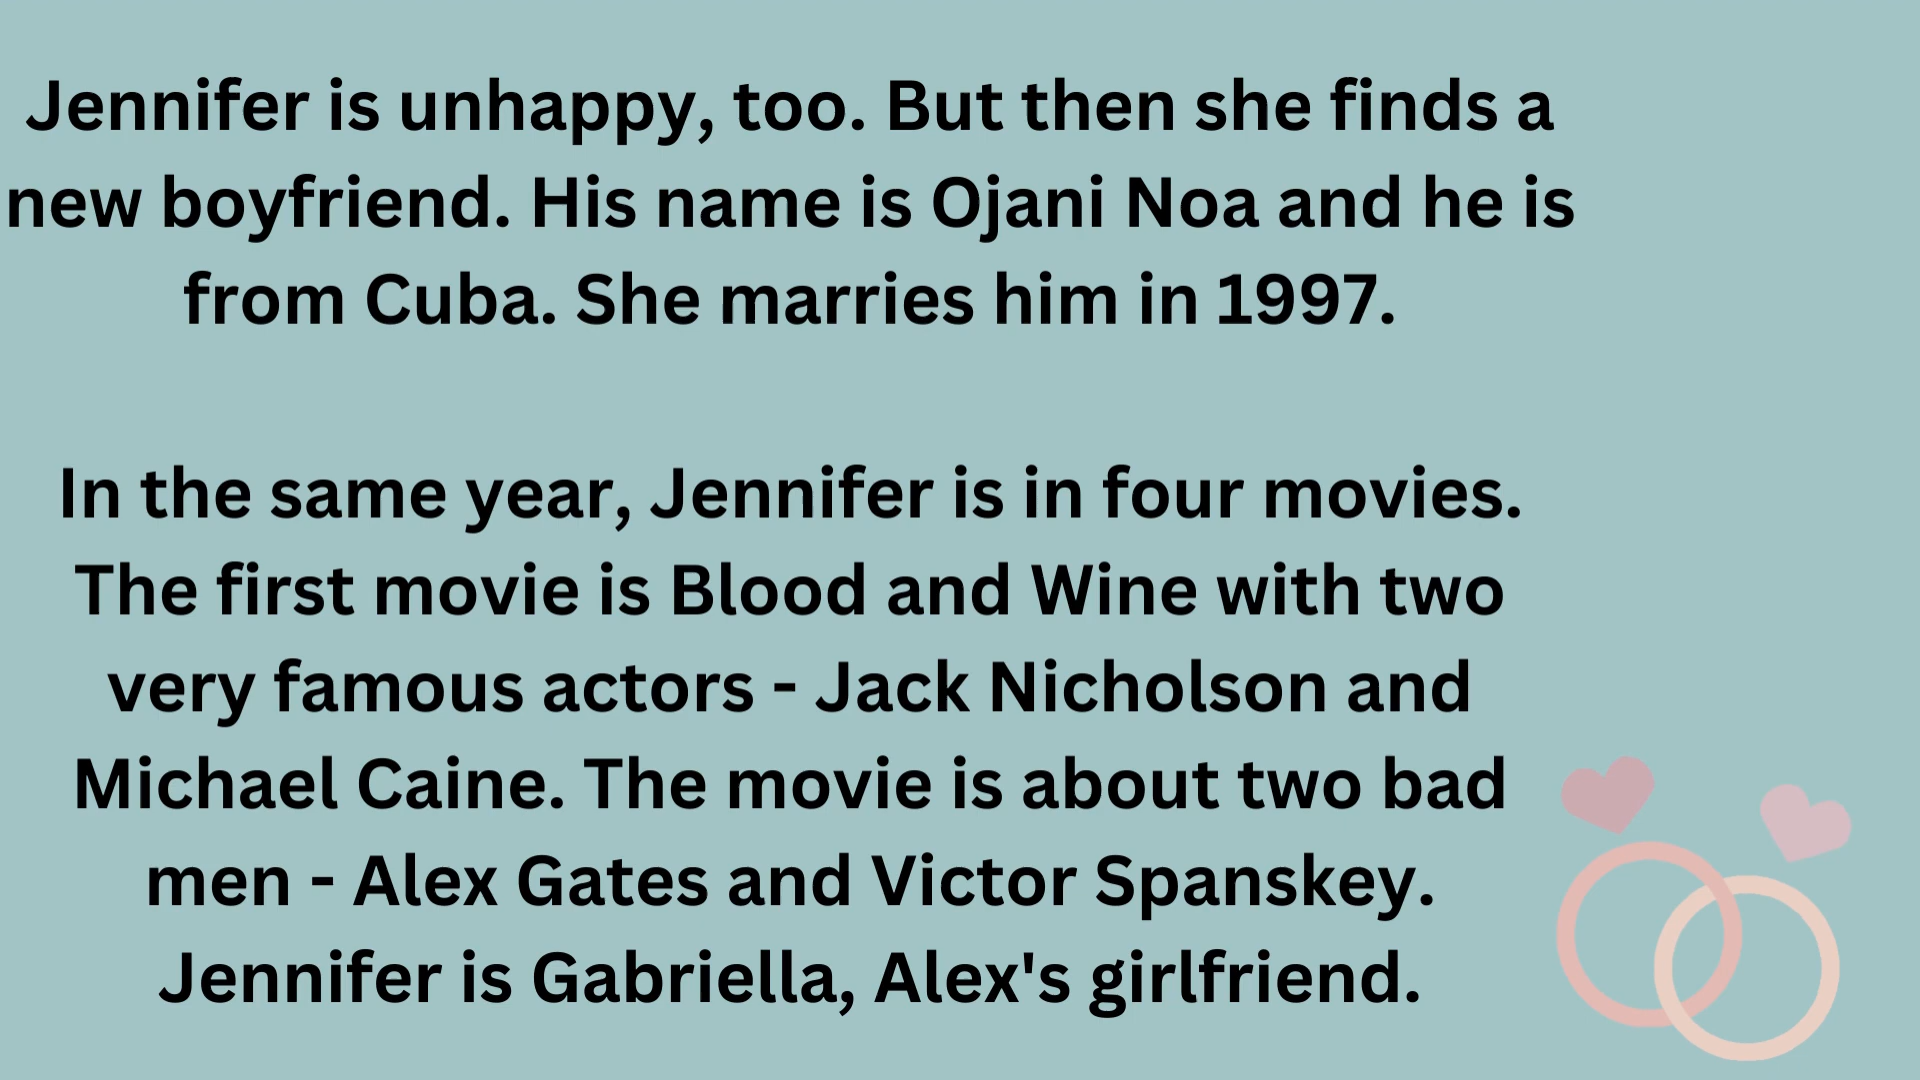 Jennifer is unhappy, too. But then she finds a
new boyfriend. His name is Ojani Noa and he is
from Cuba. She marries him in 1997.
In the same year, Jennifer is in four movies.
The first movie is Blood and Wine with two
very famous actors - Jack Nicholson and
Michael Caine. The movie is about two bad
men - Alex Gates and Victor Spanskey.
Jennifer is Gabriella, Alex's girlfriend.